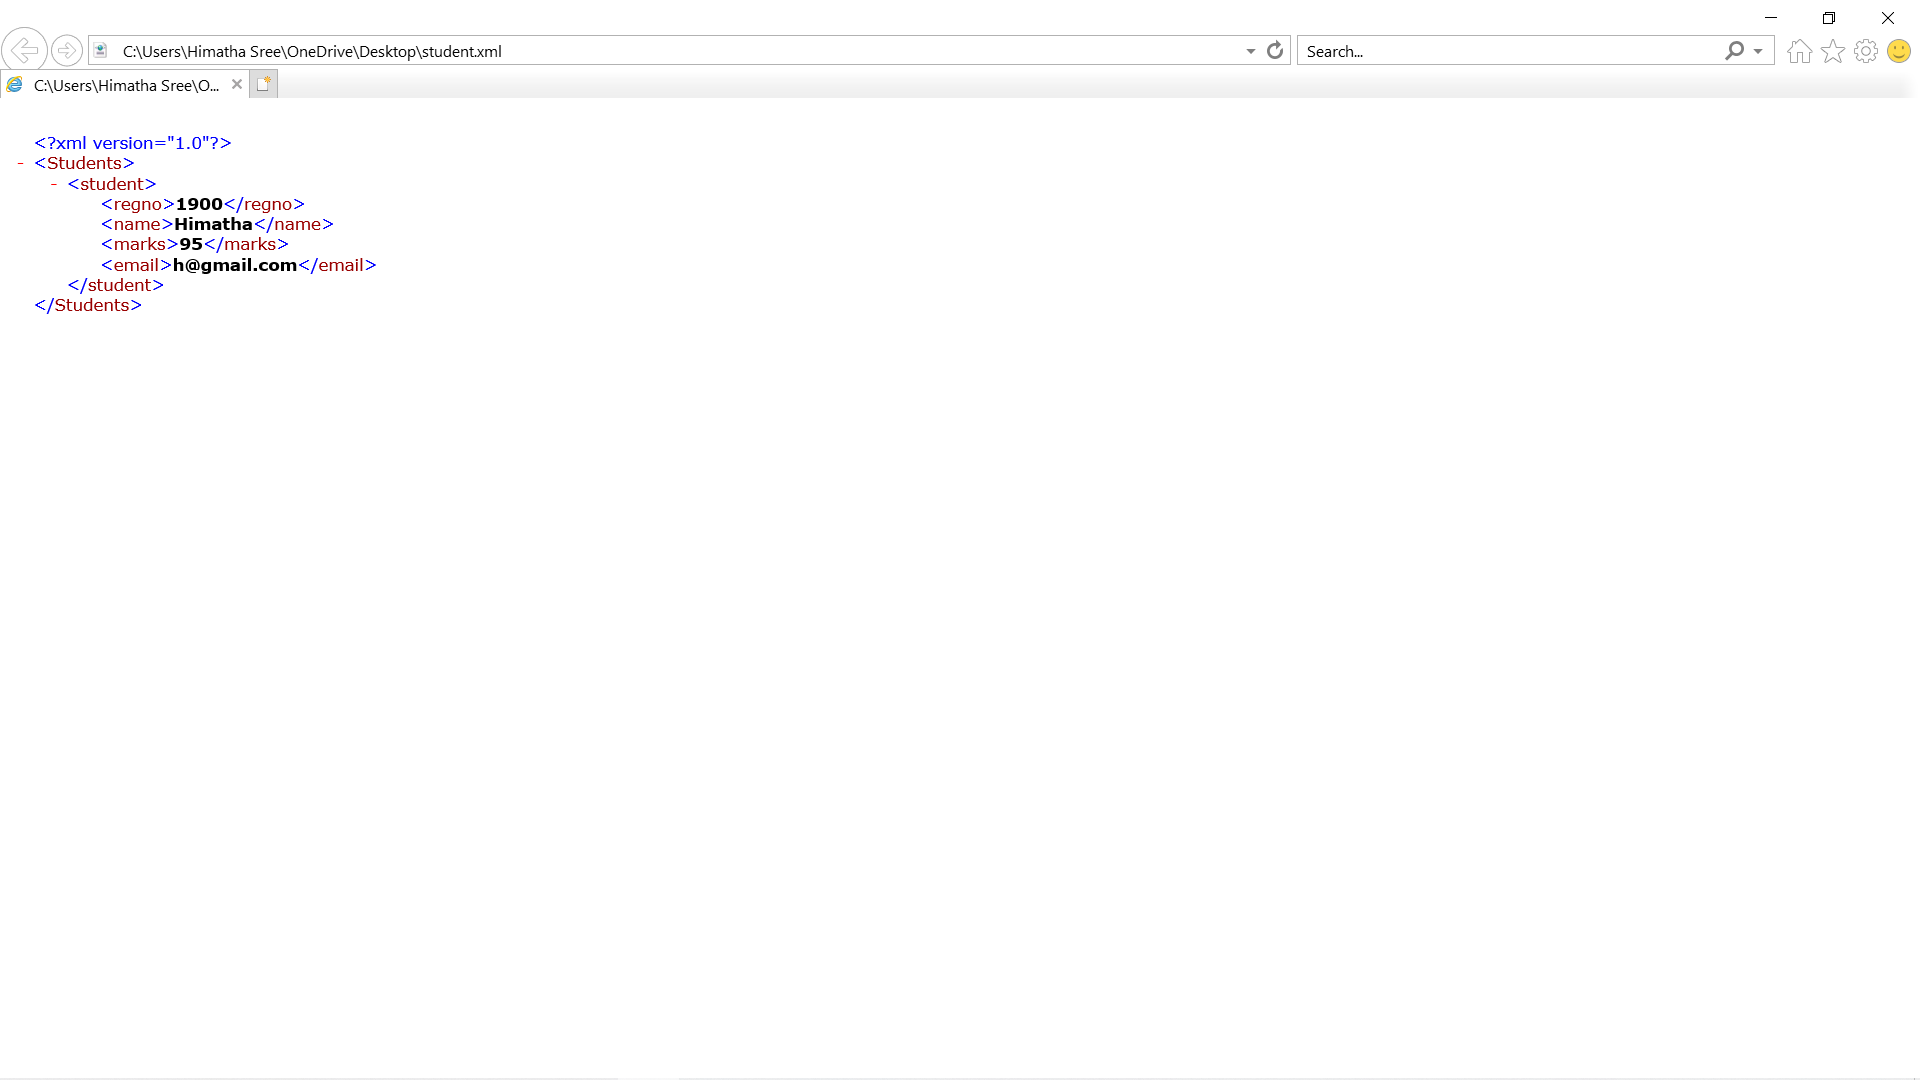 C:\Users\Himatha Sree\OneDrive\Desktop\student.xml
Search...
C:\Users\Himatha Sree\O...
<?xml version="1.0"?>
- <Students>
- <student>
<regno>1900</regno>
<name>Himatha</name>
<marks>95</marks>
<email>h@gmail.com</email>
</student>
</Students>